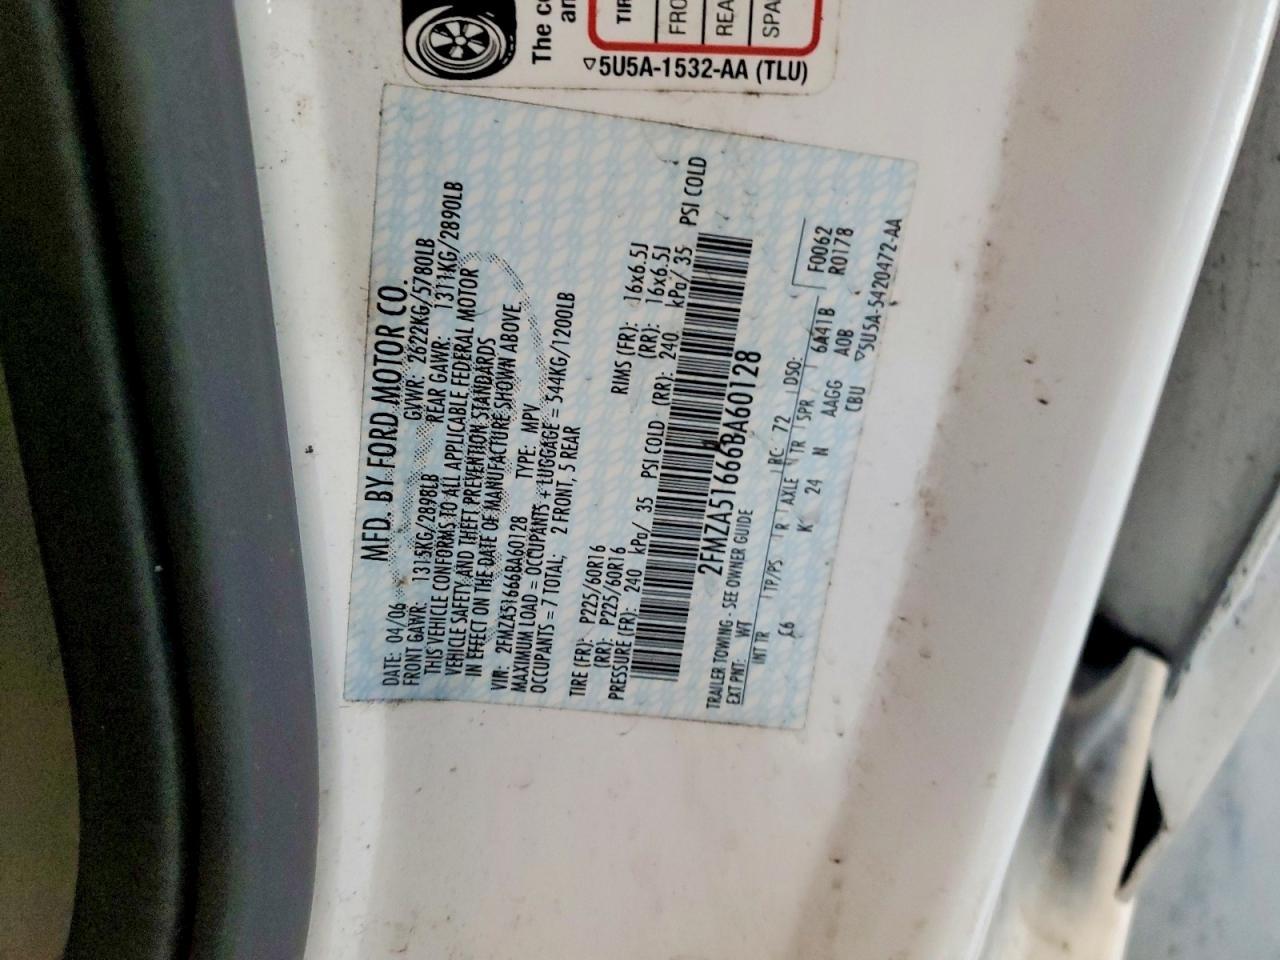 The co
an
TIR
FRO
REA
SPA
▽5U5A-1532-AA (TLU)
MFD. BY FORD MOTOR CO.
DATE: 04/06 GVWR: 2622KG/5780LB
FRONT GAWR: 1315KG/2898LB REAR GAWR: 1311KG/2890LB
THIS VEHICLE CONFORMS TO ALL APPLICABLE FEDERAL MOTOR
VEHICLE SAFETY AND THEFT PREVENTION STANDARDS
IN EFFECT ON THE DATE OF MANUFACTURE SHOWN ABOVE.
VIN: 2FMZA51666BA60128 TYPE: MPV
MAXIMUM LOAD = OCCUPANTS + LUGGAGE = 544KG/1200LB
OCCUPANTS = 7 TOTAL; 2 FRONT, 5 REAR
TIRE (FR): P225/60R16 RIMS (FR): 16x6.5J
(RR): P225/60R16 (RR): 16x6.5J
PRESSURE (FR): 240 kPa/ 35 PSI COLD (RR): 240 kPa/ 35 PSI COLD
2FMZA51666BA60128
TRAILER TOWING - SEE OWNER GUIDE
EXT PNT: WT RC: 72 DSO: F0062
INT TR TP/PS R AXLE TR SPR 6A41B R0178
K 24 N AAGG A0B
CBU ▽5U5A-5420472-AA